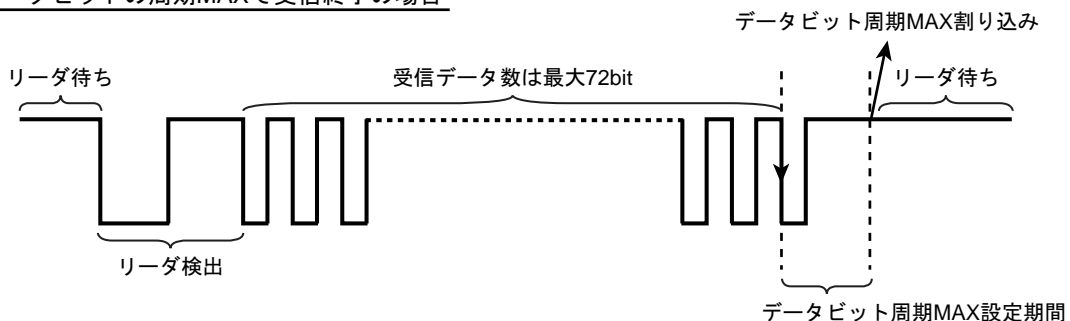 データビット周期MAX割り込み
リーダ待ち
受信データ数は最大72bit
リーダ待ち
リーダ検出
データビット周期MAX設定期間